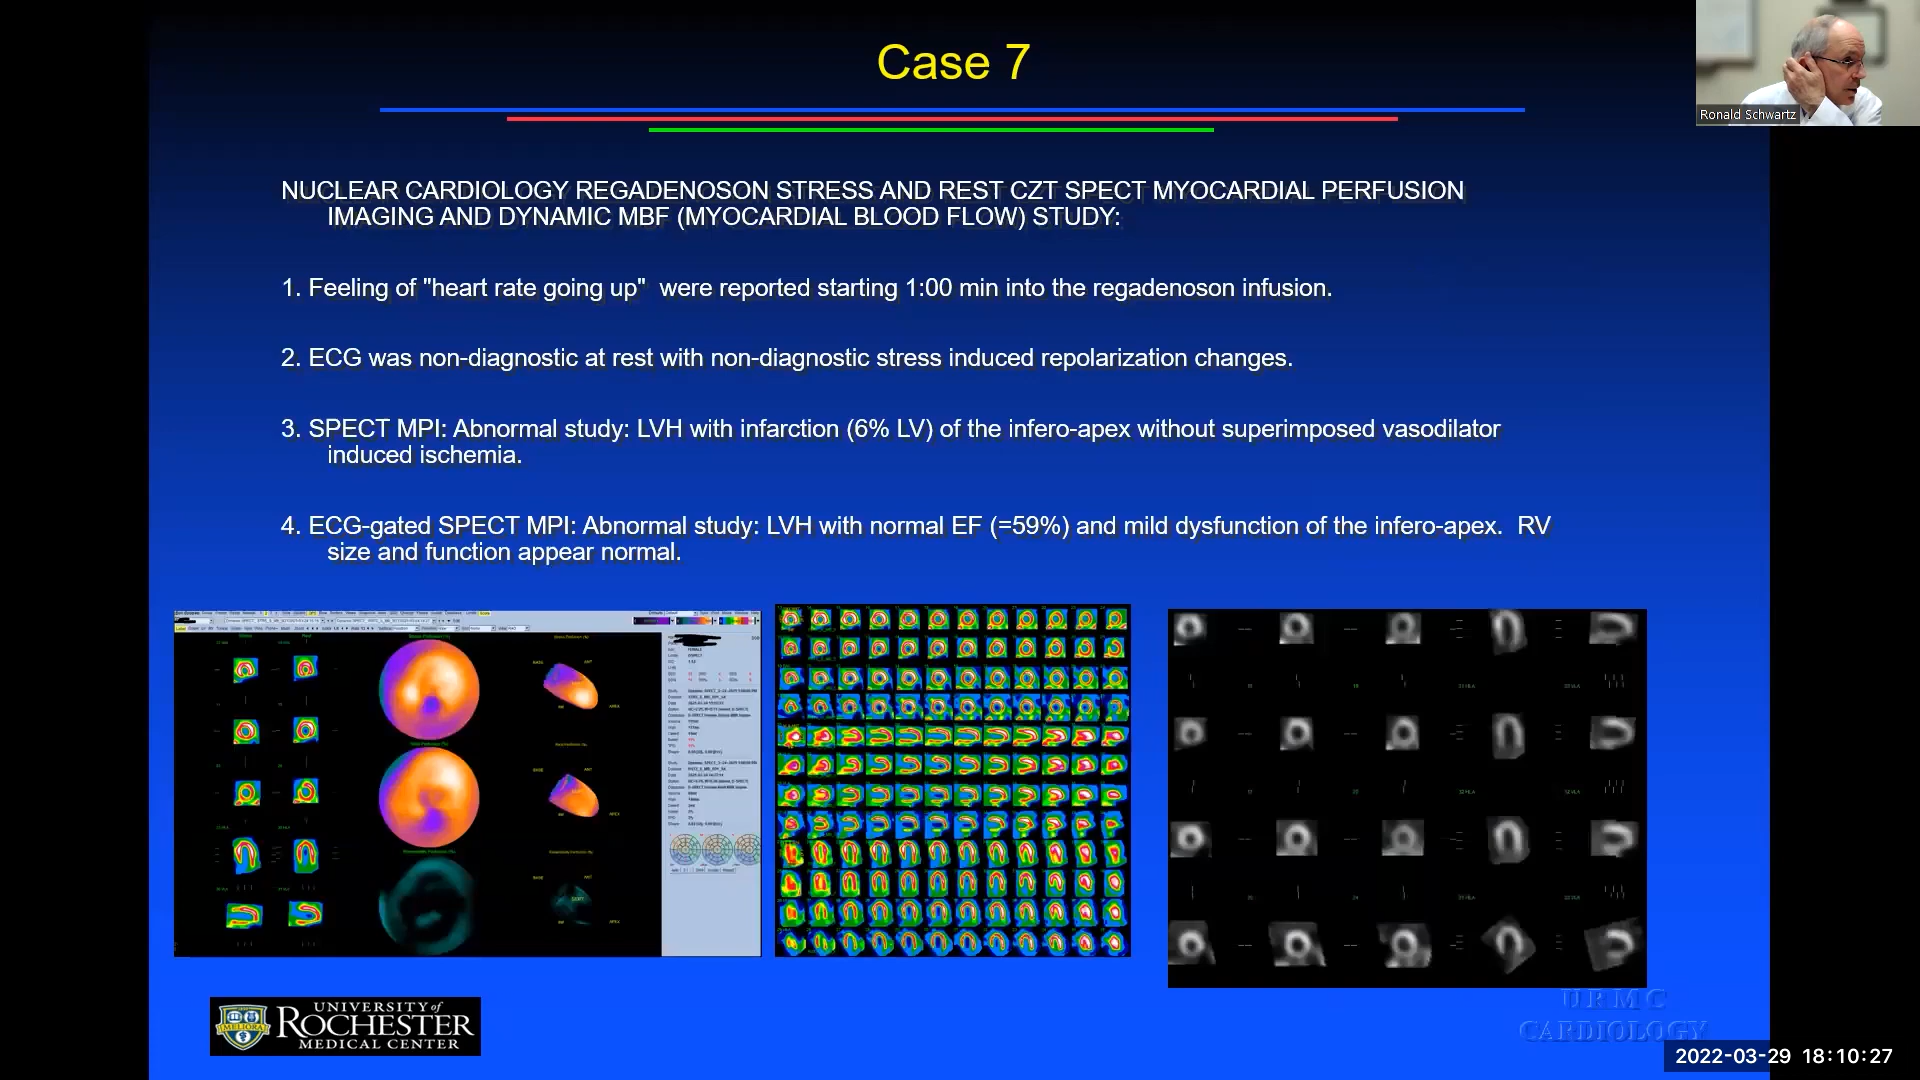 Case 7
Ronald Schwartz
NUCLEAR CARDIOLOGY REGADENOSON STRESS AND REST CZT SPECT MYOCARDIAL PERFUSION
IMAGING AND DYNAMIC MBF (MYOCARDIAL BLOOD FLOW) STUDY:
1. Feeling of "heart rate going up"  were reported starting 1:00 min into the regadenoson infusion.
2. ECG was non-diagnostic at rest with non-diagnostic stress induced repolarization changes.
3. SPECT MPI: Abnormal study: LVH with infarction (6% LV) of the infero-apex without superimposed vasodilator
induced ischemia.
4. ECG-gated SPECT MPI: Abnormal study: LVH with normal EF (=59%) and mild dysfunction of the infero-apex.  RV
size and function appear normal.
MELIORA
UNIVERSITY of
ROCHESTER
MEDICAL CENTER
URMC
CARDIOLOGY
2022-03-29 18:10:27